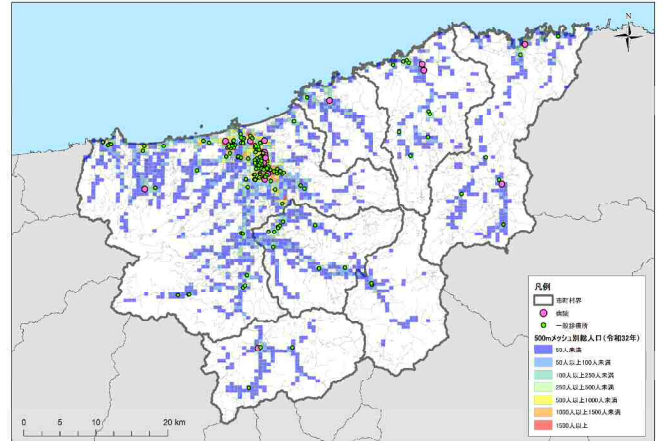 N
凡例
市町村界
病院
一般診療所
500mメッシュ別総人口(令和32年)
50人未満
50人以上100人未満
100人以上250人未満
250人以上500人未満
500人以上1000人未満
1000人以上1500人未満
1500人以上
0 5 10 20 km